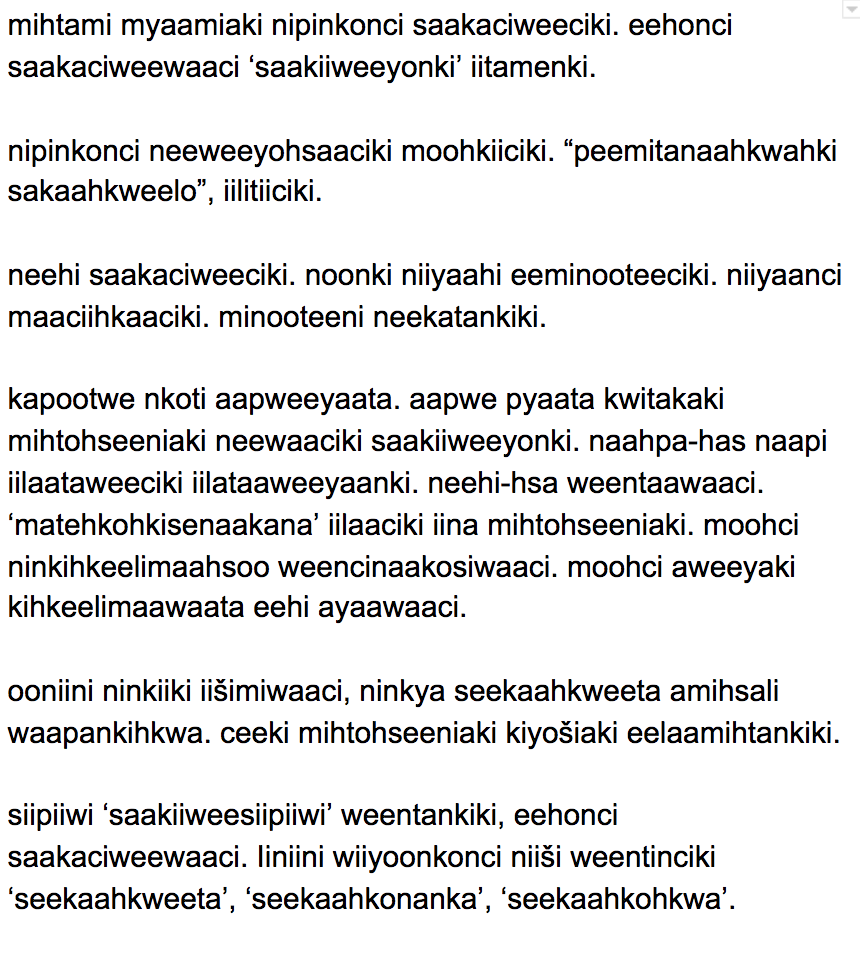 mihtami myaamiaki nipinkonci saakaciweeciki. eehonci
saakaciweewaaci ‘saakiiweeyonki’ iitamenki.
nipinkonci neeweeyohsaaciki moohkiiciki. “peemitanaahkwahki
sakaahkweelo”, iilitiiciki.
neehi saakaciweeciki. noonki niiyaahi eeminooteeciki. niiyaanci
maaciihkaaciki. minooteeni neekatankiki.
kapootwe nkoti aapweeyaata. aapwe pyaata kwitakaki
mihtohseeniaki neewaaciki saakiiweeyonki. naahpa-has naapi
iilaataweeciki iilataaweeyaanki. neehi-hsa weentaawaaci.
‘matehkohkisenaakana’ iilaaciki iina mihtohseeniaki. moohci
ninkihkeelimaahsoo weencinaakosiwaaci. moohci aweeyaki
kihkeelimaawaata eehi ayaawaaci.
ooniini ninkiiki iišimiwaaci, ninkya seekaahkweeta amihsali
waapankihkwa. ceeki mihtohseeniaki kiyošiaki eelaamihtankiki.
siipiiwi ‘saakiiweesiipiiwi’ weentankiki, eehonci
saakaciweewaaci. Iiniini wiiyoonkonci niiši weentinciki
‘seekaahkweeta’, ‘seekaahkonanka’, ‘seekaahkohkwa’.